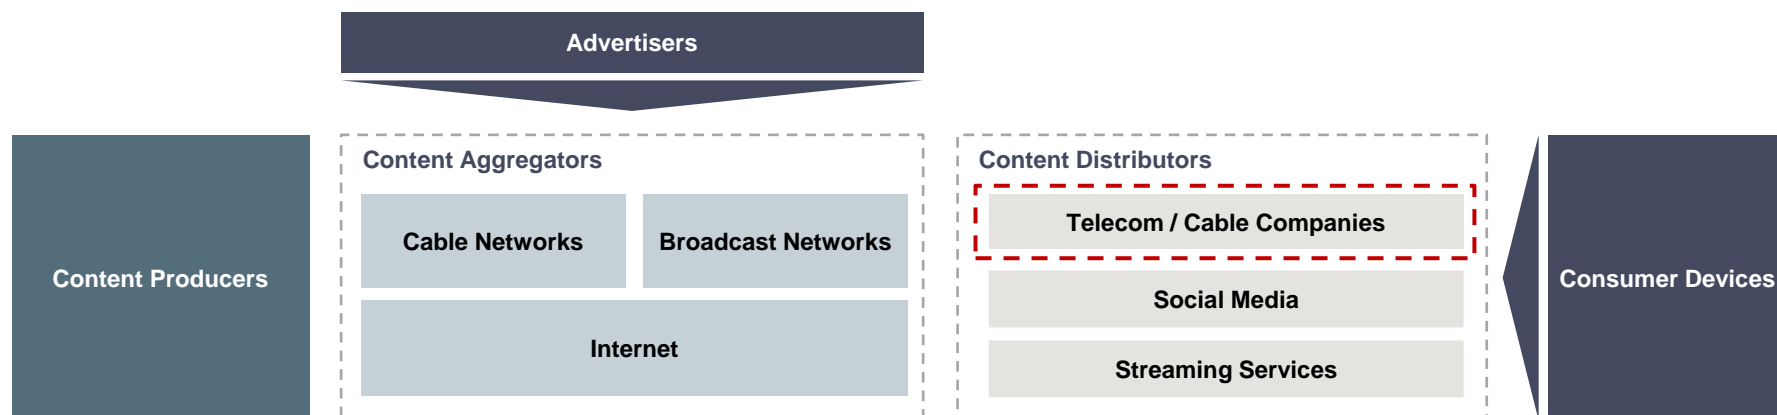 Advertisers
Content Producers
Content Aggregators
Cable Networks
Broadcast Networks
Internet
Content Distributors
Telecom / Cable Companies
Social Media
Streaming Services
Consumer Devices